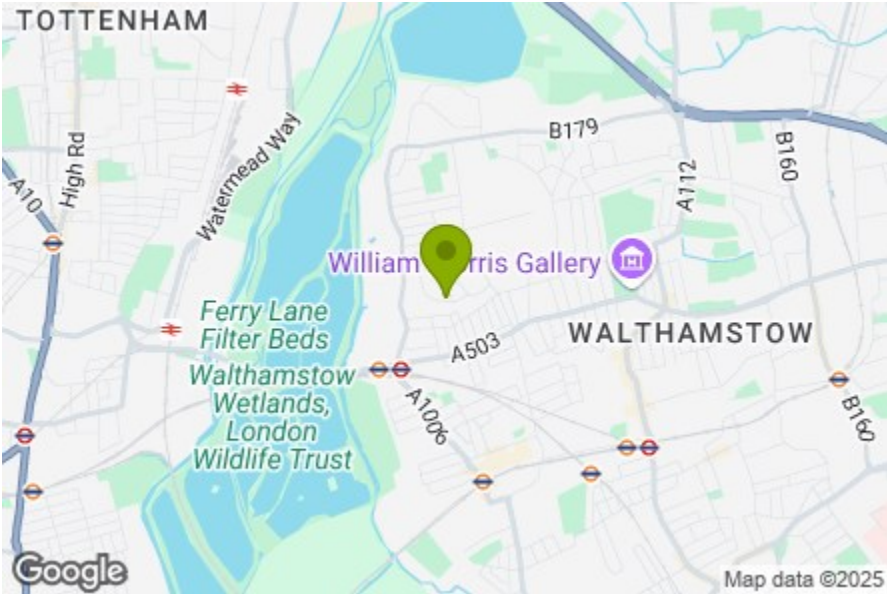 TOTTENHAM
B179
High Rd
Watermead Way
B160
A112
A10
William rris Gallery
Ferry Lane
Filter Beds
WALTHAMSTOW
A503
Walthamstow
Wetlands,
London
Wildlife Trust
A1006
B160
Google
Map data ©2025